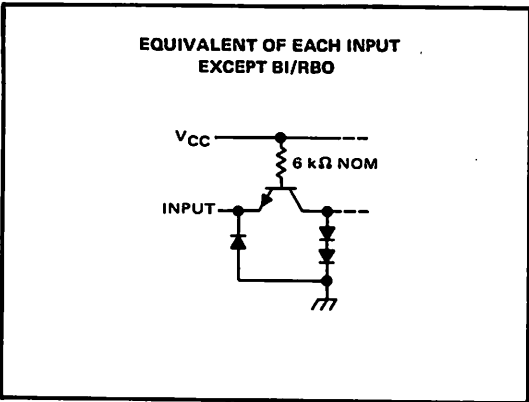 EQUIVALENT OF EACH INPUT
EXCEPT BI/RBO
VCC
6 kΩ NOM
INPUT